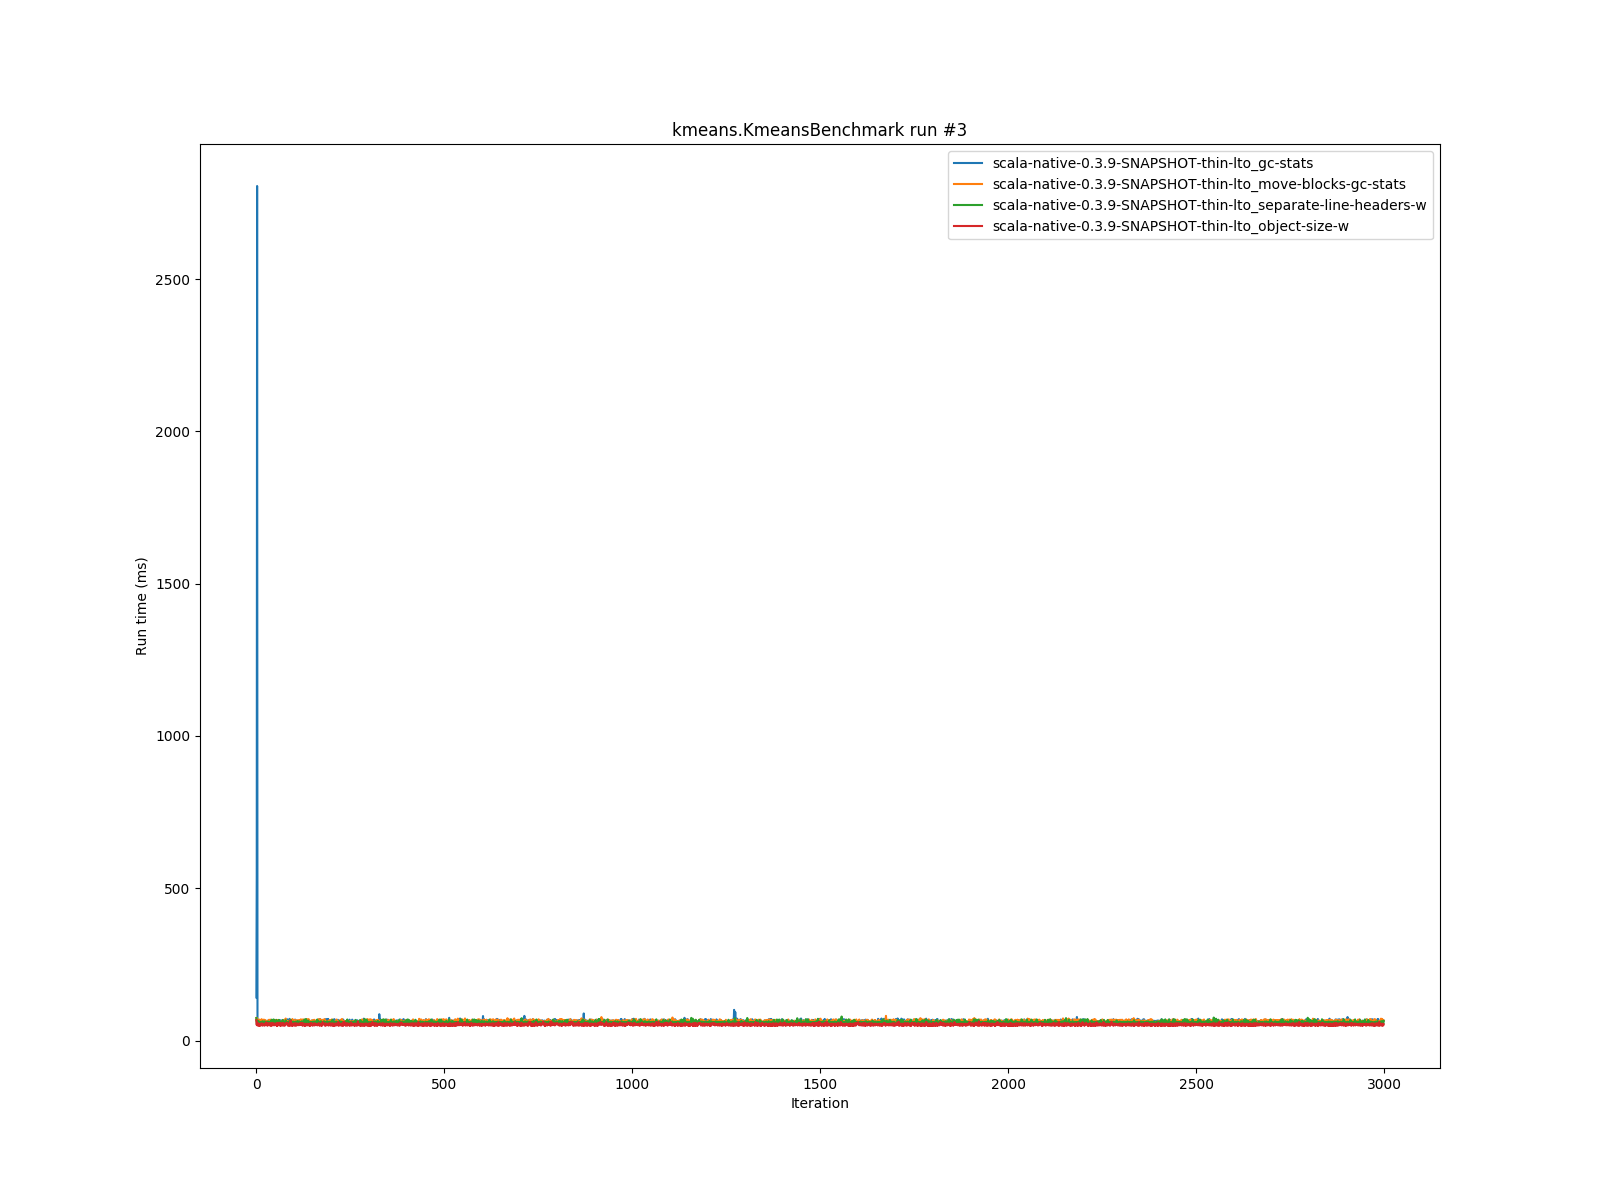 kmeans.KmeansBenchmark run #3
scala-native-0.3.9-SNAPSHOT-thin-lto_gc-stats
scala-native-0.3.9-SNAPSHOT-thin-lto_move-blocks-gc-stats
scala-native-0.3.9-SNAPSHOT-thin-lto_separate-line-headers-w
scala-native-0.3.9-SNAPSHOT-thin-lto_object-size-w
2500
2000
1500
1000
500
0
Run time (ms)
0 500 1000 1500 2000 2500 3000
Iteration